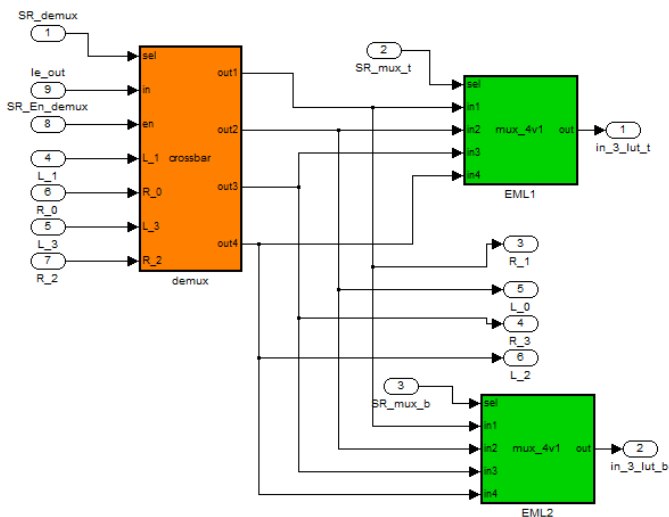 SR_demux
1
le_out
9
SR_En_demux
8
4
L_1
6
R_0
5
L_3
7
R_2
sel
in
en
L_1
R_0
L_3
R_2
crossbar
out1
out2
out3
out4
demux
2
SR_mux_t
sel
in1
in2
in3
in4
mux_4v1
out
EML1
1
in_3_lut_t
3
R_1
5
L_0
4
R_3
6
L_2
3
SR_mux_b
sel
in1
in2
in3
in4
mux_4v1
out
EML2
2
in_3_lut_b